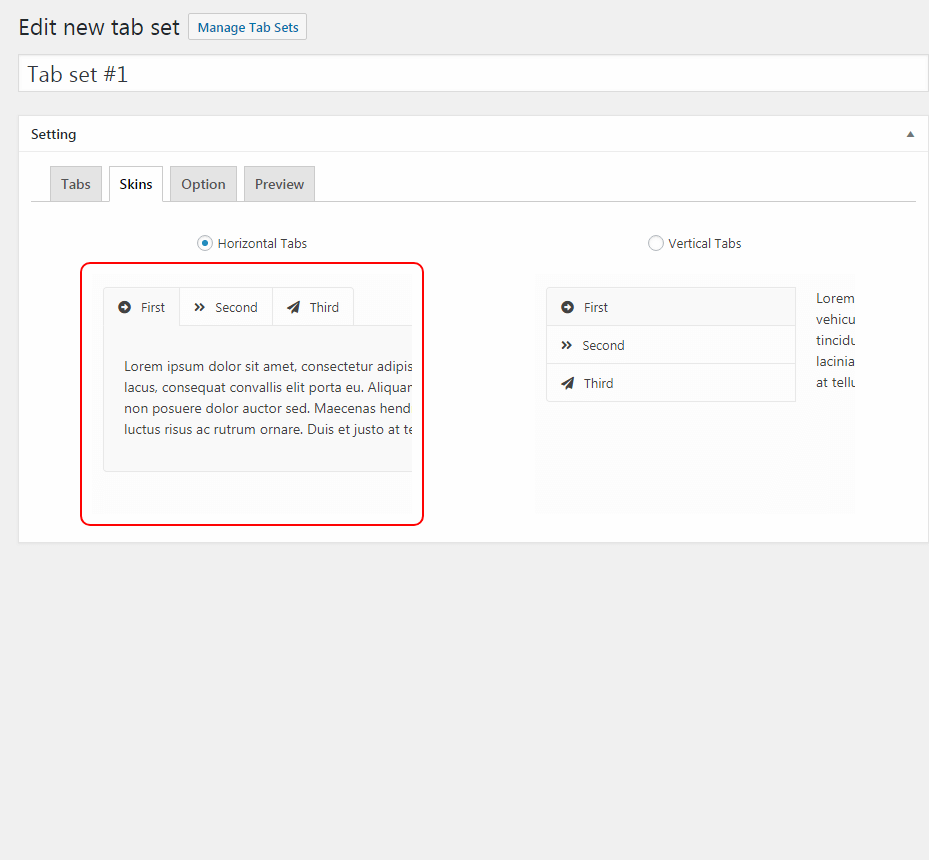 Edit new tab set Manage Tab Sets
Tab set #1
Setting
Tabs Skins Option Preview
Horizontal Tabs
First Second Third
Lorem ipsum dolor sit amet, consectetur adipis
lacus, consequat convallis elit porta eu. Aliquar
non posuere dolor auctor sed. Maecenas hend
luctus risus ac rutrum ornare. Duis et justo at te
Vertical Tabs
First
Second
Third
Lorem
vehicu
tincidu
lacinia
at tellu